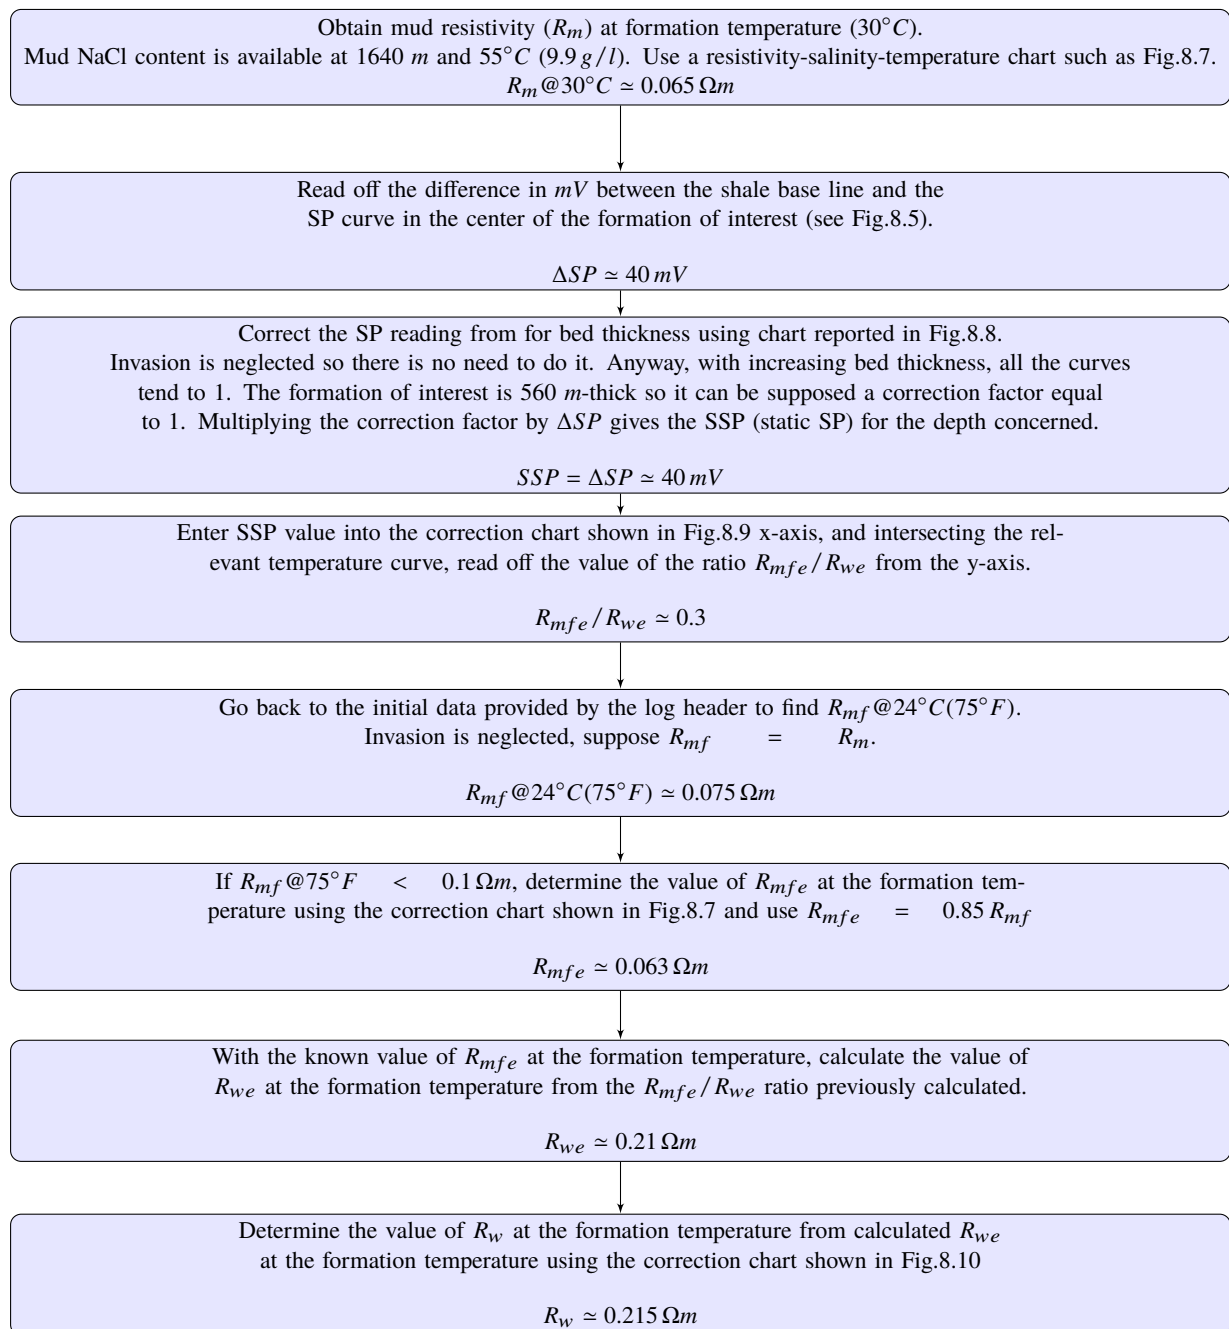 Obtain mud resistivity (R_m) at formation temperature (30°C).
Mud NaCl content is available at 1640 m and 55°C (9.9 g/l). Use a resistivity-salinity-temperature chart such as Fig.8.7.
R_m@30°C ≃ 0.065 Ωm
Read off the difference in mV between the shale base line and the
SP curve in the center of the formation of interest (see Fig.8.5).
ΔSP ≃ 40 mV
Correct the SP reading from for bed thickness using chart reported in Fig.8.8.
Invasion is neglected so there is no need to do it. Anyway, with increasing bed thickness, all the curves
tend to 1. The formation of interest is 560 m-thick so it can be supposed a correction factor equal
to 1. Multiplying the correction factor by ΔSP gives the SSP (static SP) for the depth concerned.
SSP = ΔSP ≃ 40 mV
Enter SSP value into the correction chart shown in Fig.8.9 x-axis, and intersecting the rel-
evant temperature curve, read off the value of the ratio R_mfe/R_we from the y-axis.
R_mfe/R_we ≃ 0.3
Go back to the initial data provided by the log header to find R_mf@24°C(75°F).
Invasion is neglected, suppose R_mf = R_m.
R_mf@24°C(75°F) ≃ 0.075 Ωm
If R_mf@75°F < 0.1 Ωm, determine the value of R_mfe at the formation tem-
perature using the correction chart shown in Fig.8.7 and use R_mfe = 0.85 R_mf
R_mfe ≃ 0.063 Ωm
With the known value of R_mfe at the formation temperature, calculate the value of
R_we at the formation temperature from the R_mfe/R_we ratio previously calculated.
R_we ≃ 0.21 Ωm
Determine the value of R_w at the formation temperature from calculated R_we
at the formation temperature using the correction chart shown in Fig.8.10
R_w ≃ 0.215 Ωm